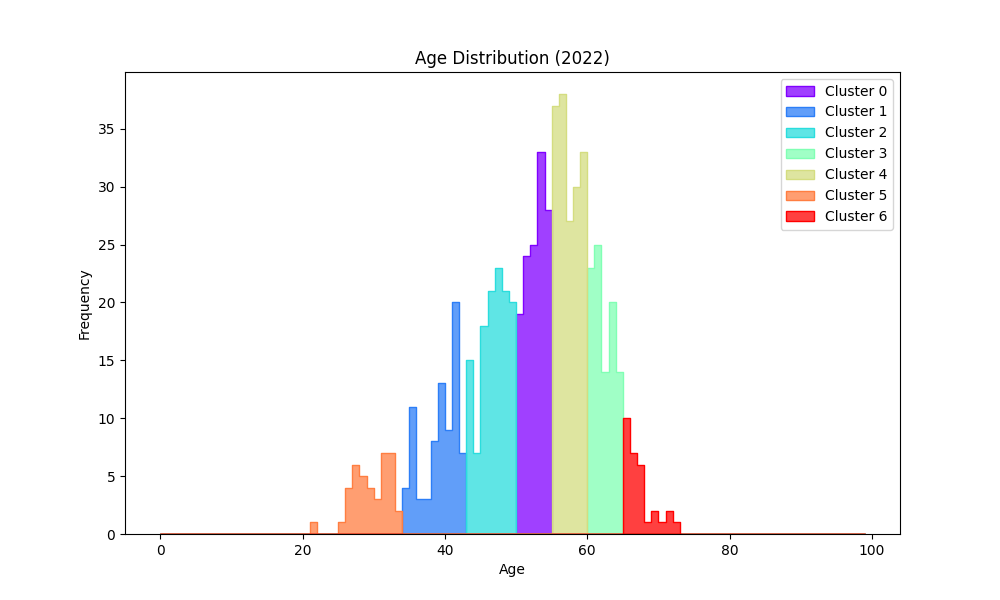 Age Distribution (2022)
Cluster 0
Cluster 1
Cluster 2
Cluster 3
Cluster 4
Cluster 5
Cluster 6
Frequency
35
30
25
20
15
10
5
0
0 20 40 60 80 100
Age